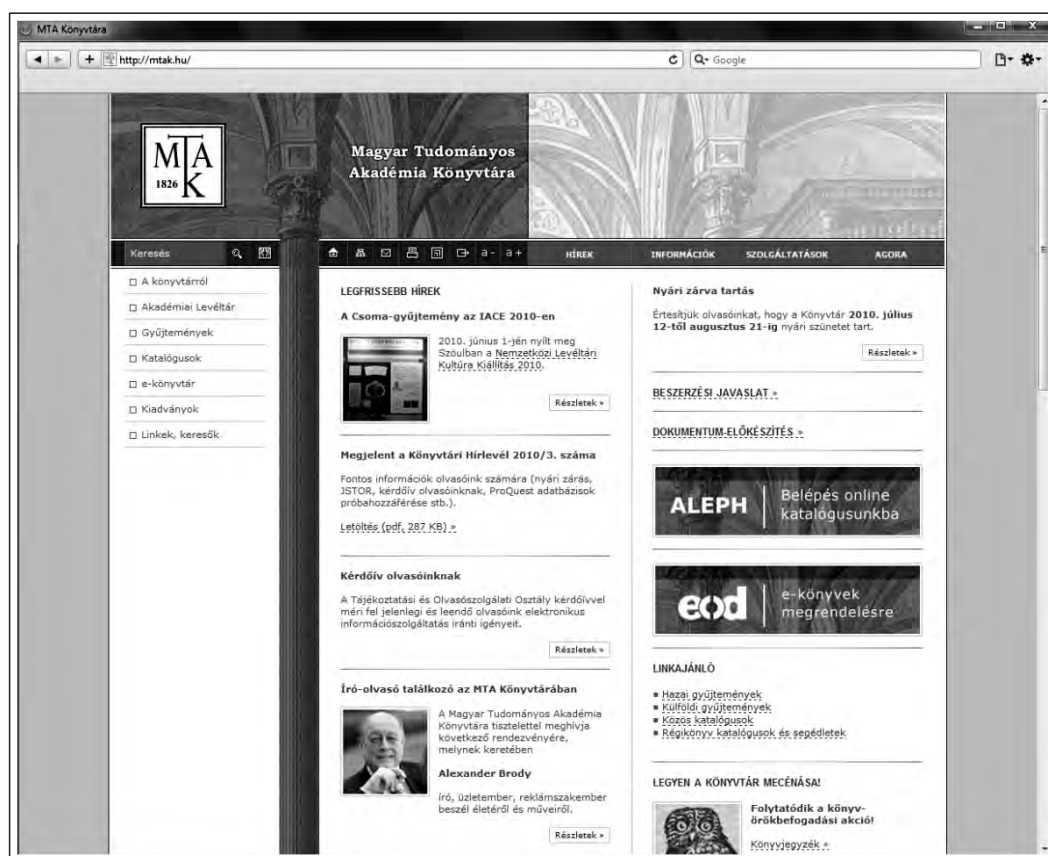 MTA Könyvtára
http://mtak.hu/
Google
MTA
1826 K
Magyar Tudományos
Akadémia Könyvtára
Keresés
a- a+
HÍREK
INFORMÁCIÓK
SZOLGÁLTATÁSOK
AGORA
A könyvtárról
Akadémiai Levéltár
Gyűjtemények
Katalógusok
e-könyvtár
Kiadványok
Linkek, keresők
LEGFRISSEBB HÍREK
A Csoma-gyűjtemény az IACE 2010-en
2010. június 1-jén nyílt meg
Szöulban a Nemzetközi Levéltári
Kultúra Kiállítás 2010.
Részletek »
Megjelent a Könyvtári Hírlevél 2010/3. száma
Fontos információk olvasóink számára (nyári zárás,
JSTOR, kérdőív olvasóinknak, ProQuest adatbázisok
próbahozzáférése stb.).
Letöltés (pdf, 287 KB) »
Kérdőív olvasóinknak
A Tájékoztatási és Olvasószolgálati Osztály kérdőívvel
méri fel jelenlegi és leendő olvasóink elektronikus
információszolgáltatás iránti igényeit.
Részletek »
Író-olvasó találkozó az MTA Könyvtárában
A Magyar Tudományos Akadémia
Könyvtára tisztelettel meghívja
következő rendezvényére,
melynek keretében
Alexander Brody
író, üzletember, reklámszakember
beszél életéről és műveiről.
Részletek »
Nyári zárva tartás
Értesítjük olvasóinkat, hogy a Könyvtár 2010. július
12-től augusztus 21-ig nyári szünetet tart.
Részletek »
BESZERZÉSI JAVASLAT »
DOKUMENTUM-ELŐKÉSZÍTÉS »
ALEPH
Belépés online
katalógusunkba
eod
e-könyvek
megrendelésre
LINKAJÁNLÓ
Hazai gyűjtemények
Külföldi gyűjtemények
Közös katalógusok
Régikönyv katalógusok és segédletek
LEGYEN A KÖNYVTÁR MECÉNÁSA!
Folytatódik a könyv-
örökbefogadási akció!
Könyvjegyzék »